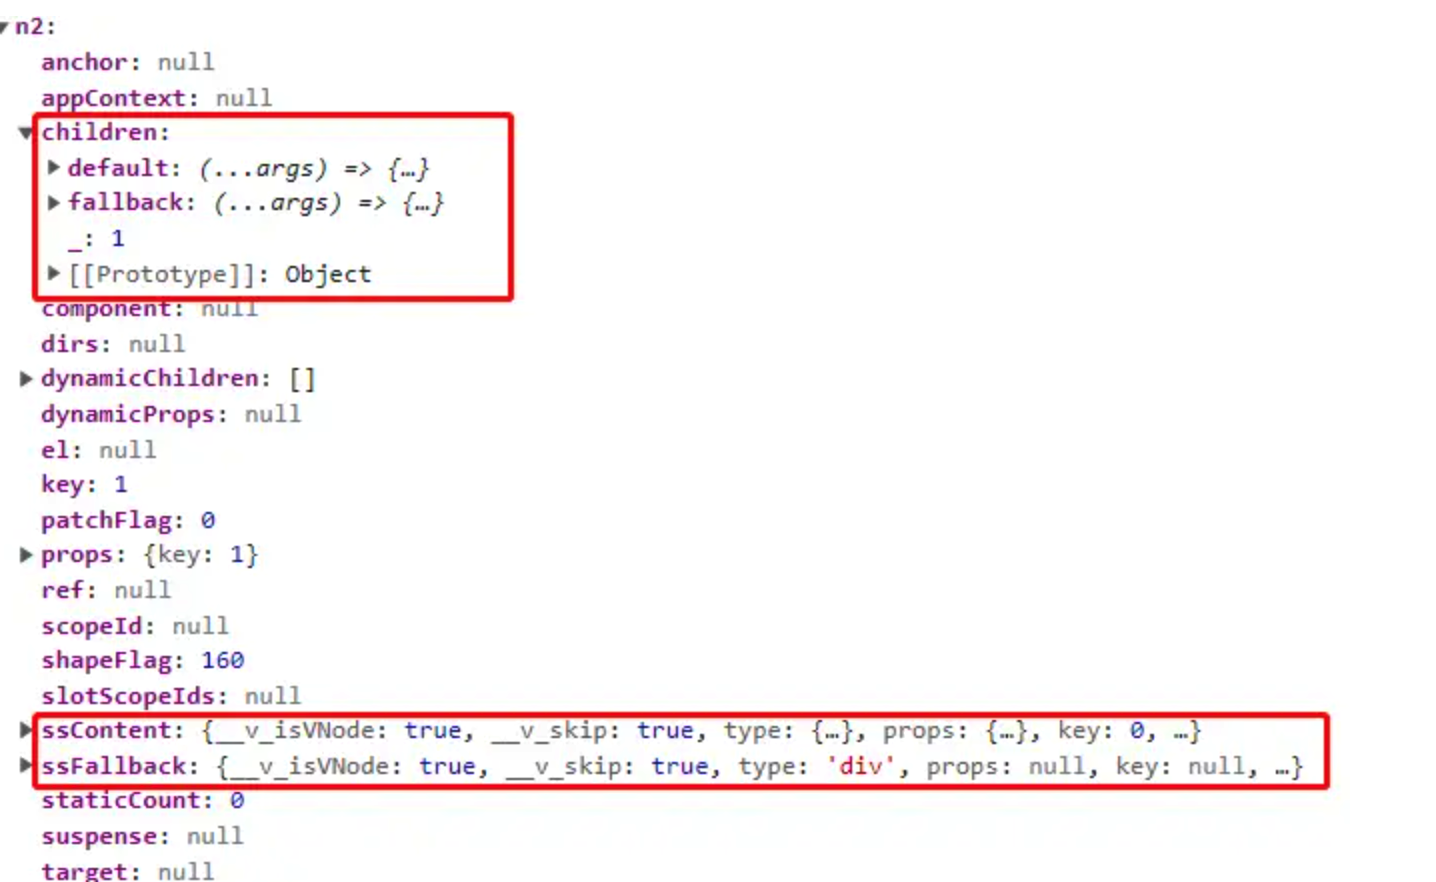 ▼n2:
anchor: null
appContext: null
▼children:
▶default: (...args) => {…}
▶fallback: (...args) => {…}
_: 1
▶[[Prototype]]: Object
component: null
dirs: null
▶dynamicChildren: []
dynamicProps: null
el: null
key: 1
patchFlag: 0
▶props: {key: 1}
ref: null
scopeId: null
shapeFlag: 160
slotScopeIds: null
▶ssContent: {__v_isVNode: true, __v_skip: true, type: {…}, props: {…}, key: 0, …}
▶ssFallback: {__v_isVNode: true, __v_skip: true, type: 'div', props: null, key: null, …}
staticCount: 0
suspense: null
target: null